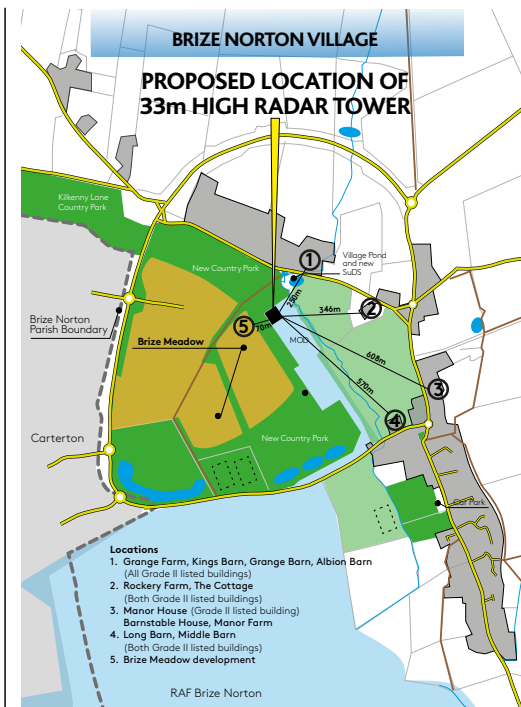 BRIZE NORTON VILLAGE
PROPOSED LOCATION OF
33m HIGH RADAR TOWER
Kilkenny Lane
Country Park
New Country Park
1
Village Pond
and new
SuDS
250m
346m
2
5
70m
MOD
Brize Norton
Parish Boundary
Brize Meadow
608m
570m
3
4
Carterton
New Country Park
Car Park
Locations
1. Grange Farm, Kings Barn, Grange Barn, Albion Barn
(All Grade II listed buildings)
2. Rockery Farm, The Cottage
(Both Grade II listed buildings)
3. Manor House (Grade II listed building)
Barnstable House, Manor Farm
4. Long Barn, Middle Barn
(Both Grade II listed buildings)
5. Brize Meadow development
RAF Brize Norton